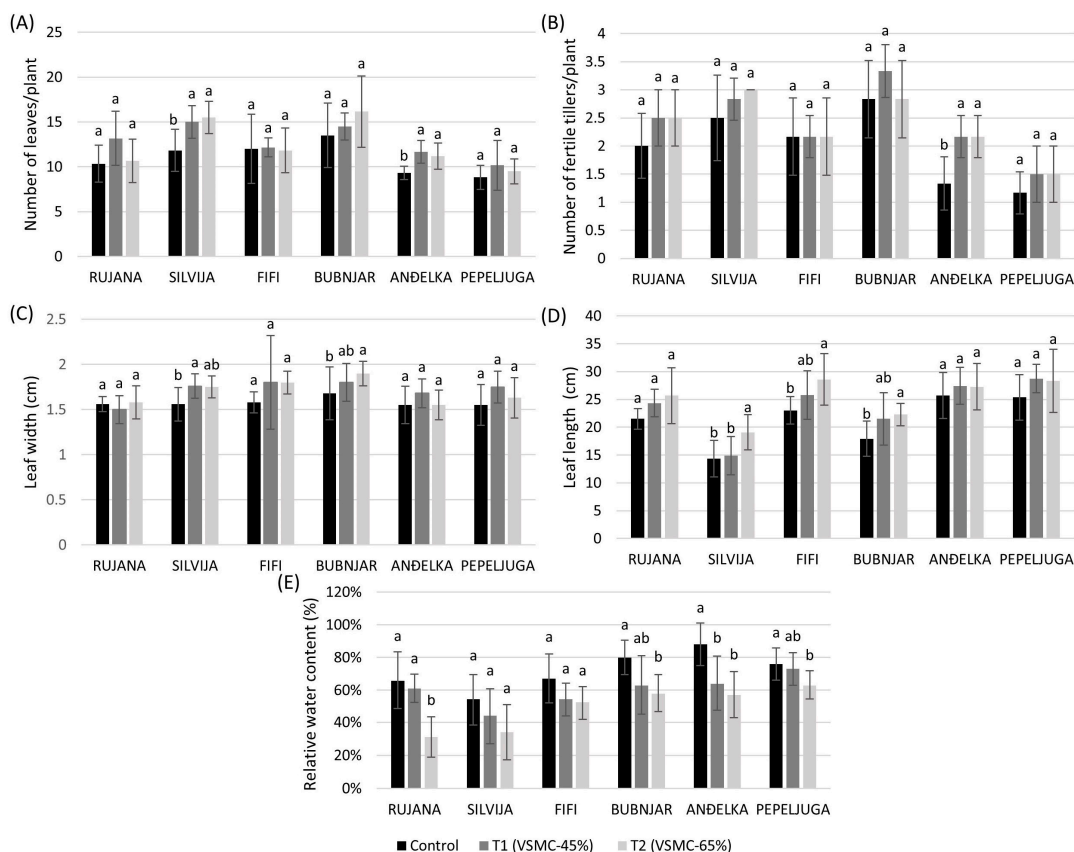 (A)
Number of leaves/plant
25
20
15
10
5
0
a a a b a a a a a a a a b a a a a a
RUJANA SILVIJA FIFI BUBNJAR ANĐELKA PEPELJUGA
(B)
Number of fertile tillers/plant
4
3.5
3
2.5
2
1.5
1
0.5
0
a a a a a a a a a a a a b a a a a a
RUJANA SILVIJA FIFI BUBNJAR ANĐELKA PEPELJUGA
(C)
Leaf width (cm)
2.5
2
1.5
1
0.5
0
a a a b a ab a a a b ab a a a a a a a
RUJANA SILVIJA FIFI BUBNJAR ANĐELKA PEPELJUGA
(D)
Leaf length (cm)
40
35
30
25
20
15
10
5
0
a a a b b a b ab a b ab a a a a a a a
RUJANA SILVIJA FIFI BUBNJAR ANĐELKA PEPELJUGA
(E)
Relative water content (%)
120%
100%
80%
60%
40%
20%
0%
a a b a a a a a a a ab b a b b a ab b
RUJANA SILVIJA FIFI BUBNJAR ANĐELKA PEPELJUGA
Control T1 (VSMC-45%) T2 (VSMC-65%)